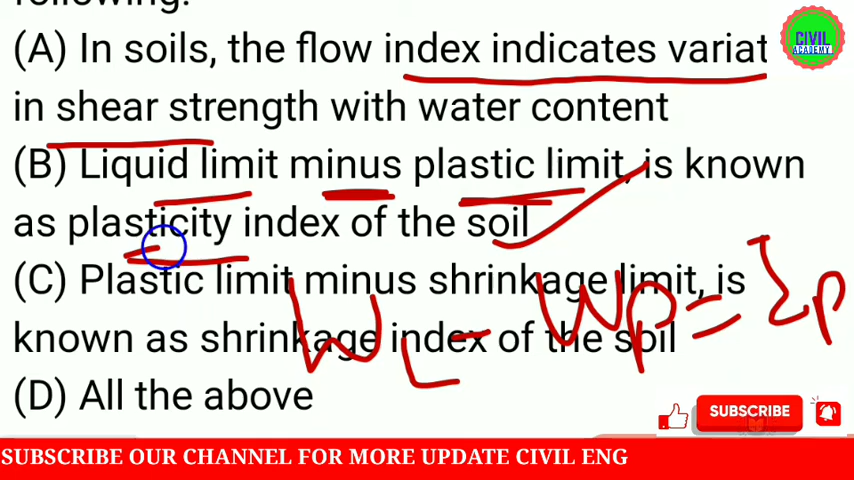 following:
(A) In soils, the flow index indicates variat
in shear strength with water content
(B) Liquid limit minus plastic limit, is known
as plasticity index of the soil
(C) Plastic limit minus shrinkage limit, is
known as shrinkage index of the soil
WL - Wp = Ip
(D) All the above
CIVIL
ACADEMY
SUBSCRIBE
SUBSCRIBE OUR CHANNEL FOR MORE UPDATE CIVIL ENG